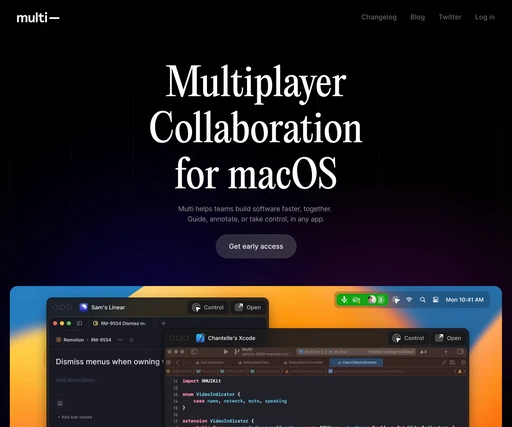 multi
Changelog Blog Twitter Log in
Multiplayer
Collaboration
for macOS
Multi helps teams build software faster, together.
Guide, annotate, or take control, in any app.
Get early access
3 Mon 10:41 AM
Sam's Linear Control Open
RM-9554 Dismiss m
Remotion › RM-9554
Dismiss menus when owning
Add description...
+ Add sub-issues
Chantelle's Xcode Control Open
11 import RMUIKit
enum VideoIndicator {
case name, network, mute, speaking
15 }
extension VideoIndicator {